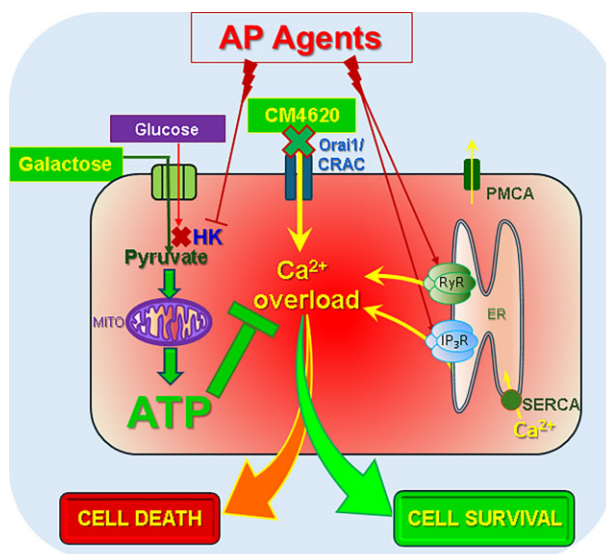 AP Agents
CM4620
Glucose
Orai1/
CRAC
Galactose
PMCA
HK
Pyruvate
Ca²⁺
overload
RyR
MITO
ER
IP₃R
ATP
SERCA
Ca²⁺
CELL DEATH
CELL SURVIVAL